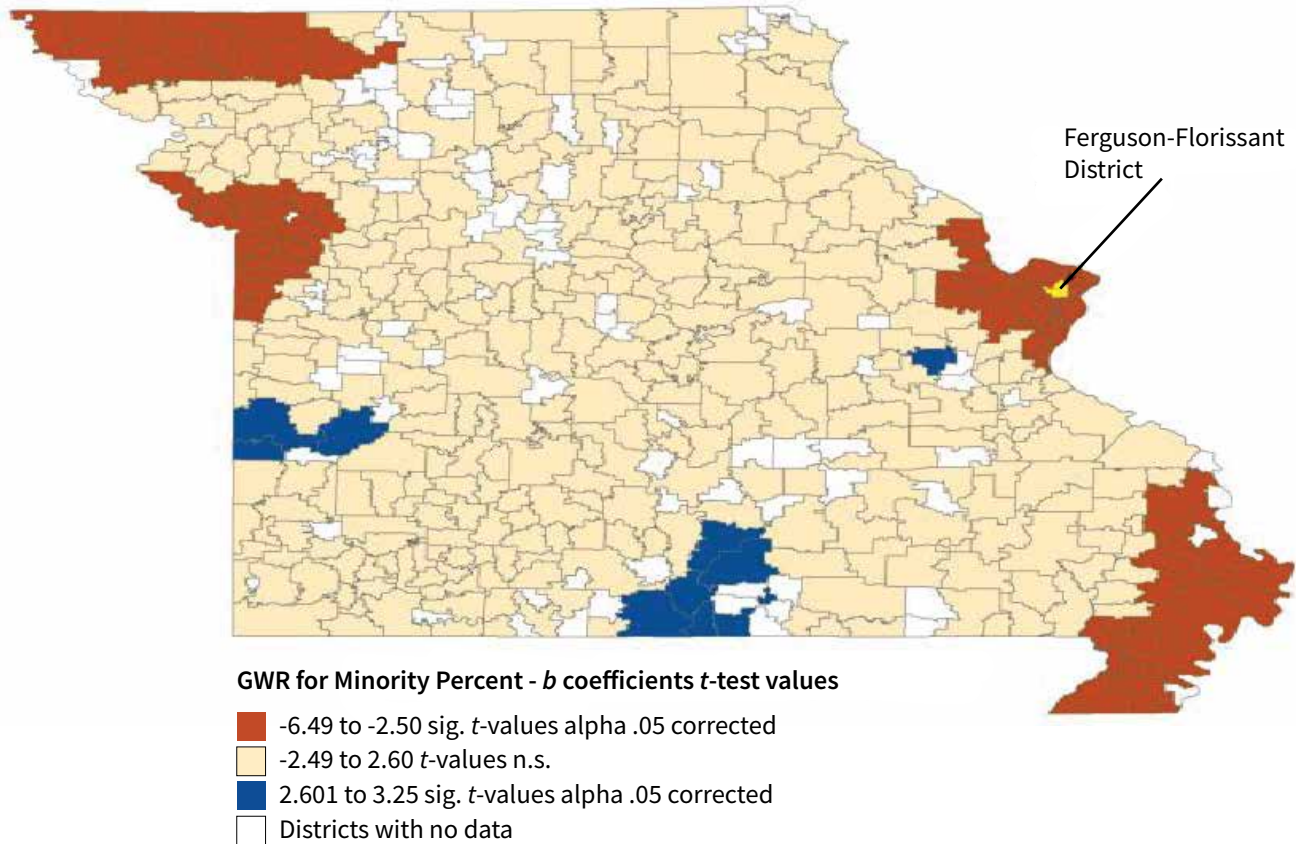 Ferguson-Florissant
District
GWR for Minority Percent - b coefficients t-test values
-6.49 to -2.50 sig. t-values alpha .05 corrected
-2.49 to 2.60 t-values n.s.
2.601 to 3.25 sig. t-values alpha .05 corrected
Districts with no data